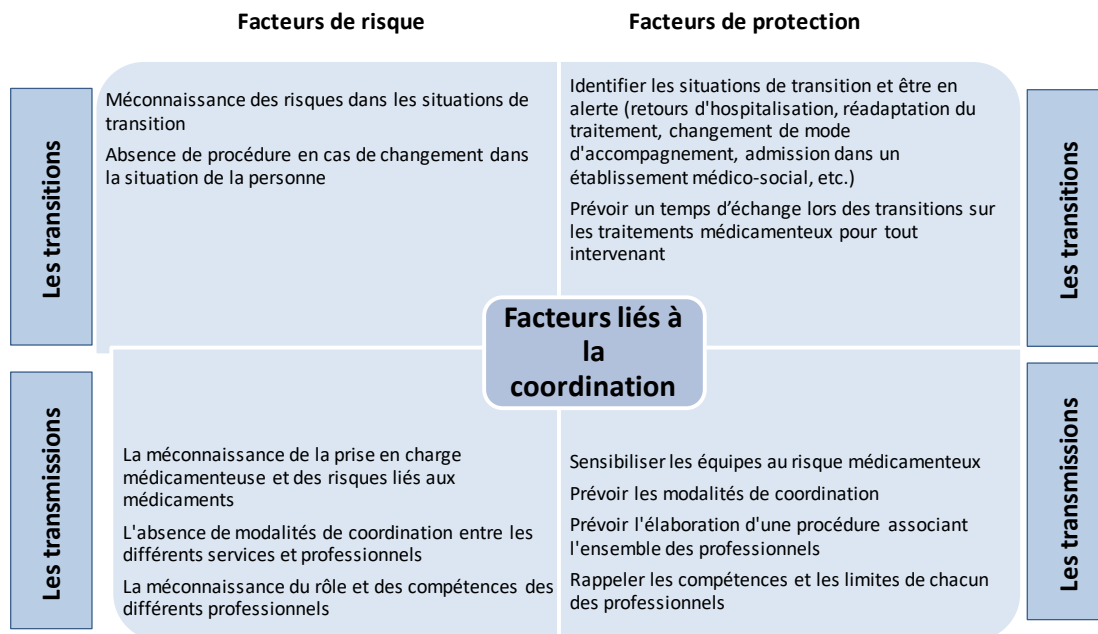 Facteurs de risque
Facteurs de protection
Les transitions
Méconnaissance des risques dans les situations de
transition
Absence de procédure en cas de changement dans
la situation de la personne
Identifier les situations de transition et être en
alerte (retours d'hospitalisation, réadaptation du
traitement, changement de mode
d'accompagnement, admission dans un
établissement médico-social, etc.)
Prévoir un temps d’échange lors des transitions sur
les traitements médicamenteux pour tout
intervenant
Les transitions
Facteurs liés à
la
coordination
Les transmissions
La méconnaissance de la prise en charge
médicamenteuse et des risques liés aux
médicaments
L'absence de modalités de coordination entre les
différents services et professionnels
La méconnaissance du rôle et des compétences des
différents professionnels
Sensibiliser les équipes au risque médicamenteux
Prévoir les modalités de coordination
Prévoir l'élaboration d'une procédure associant
l'ensemble des professionnels
Rappeler les compétences et les limites de chacun
des professionnels
Les transmissions